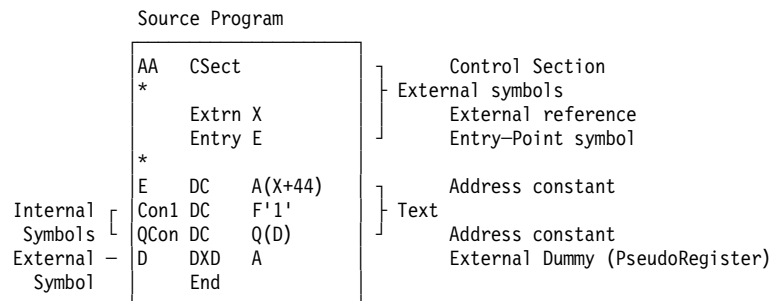 Source Program
AA CSect Control Section
* External symbols
Extrn X External reference
Entry E Entry—Point symbol
*
E DC A(X+44) Address constant
Internal Con1 DC F'1' Text
Symbols QCon DC Q(D) Address constant
External — D DXD A External Dummy (PseudoRegister)
Symbol End